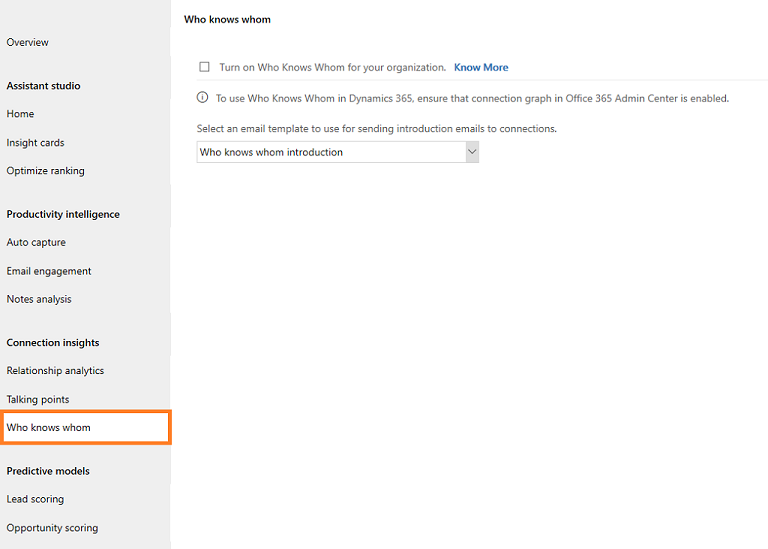 Overview
Assistant studio
Home
Insight cards
Optimize ranking
Productivity intelligence
Auto capture
Email engagement
Notes analysis
Connection insights
Relationship analytics
Talking points
Who knows whom
Predictive models
Lead scoring
Opportunity scoring
Who knows whom
Turn on Who Knows Whom for your organization. Know More
To use Who Knows Whom in Dynamics 365, ensure that connection graph in Office 365 Admin Center is enabled.
Select an email template to use for sending introduction emails to connections.
Who knows whom introduction